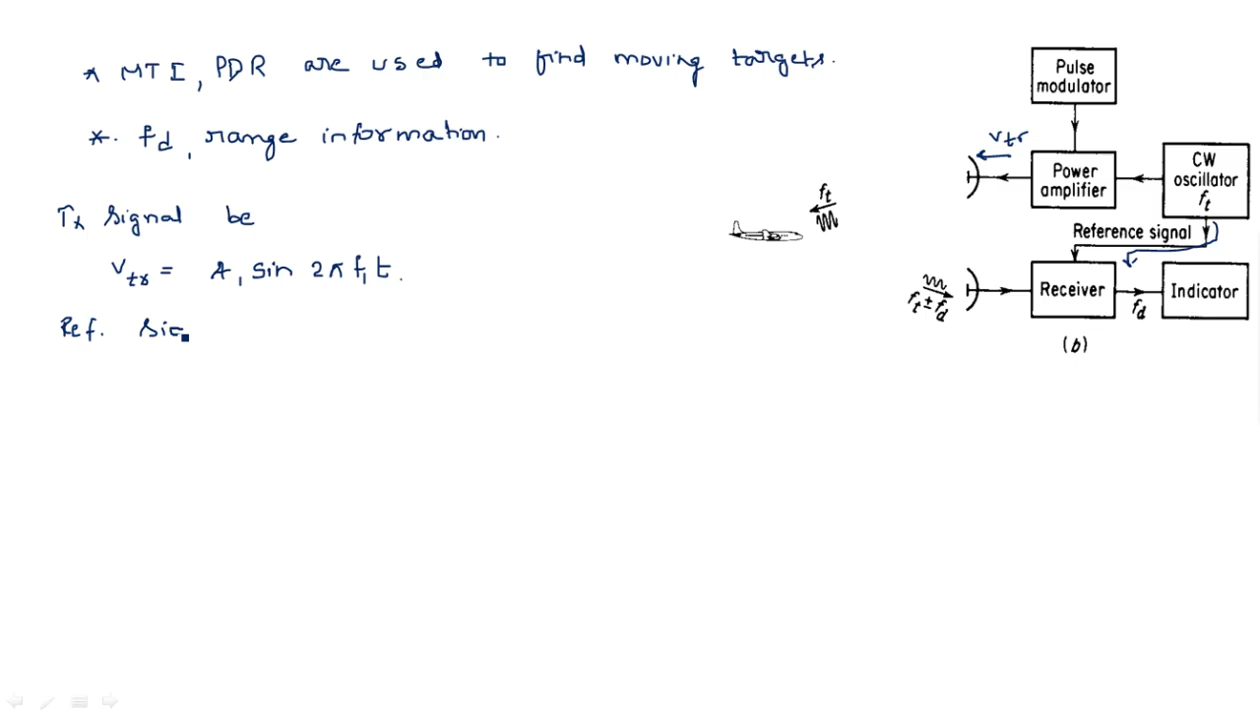 * MTI, PDR are used to find moving targets.
*. fd, range information.
Tx signal be
Vtr = A1 sin 2π f1 t.
Ref. Sig
Pulse
modulator
Vtr
Power
amplifier
CW
oscillator
ft
ft
Reference signal
Receiver
Indicator
ft ± fd
fd
(b)